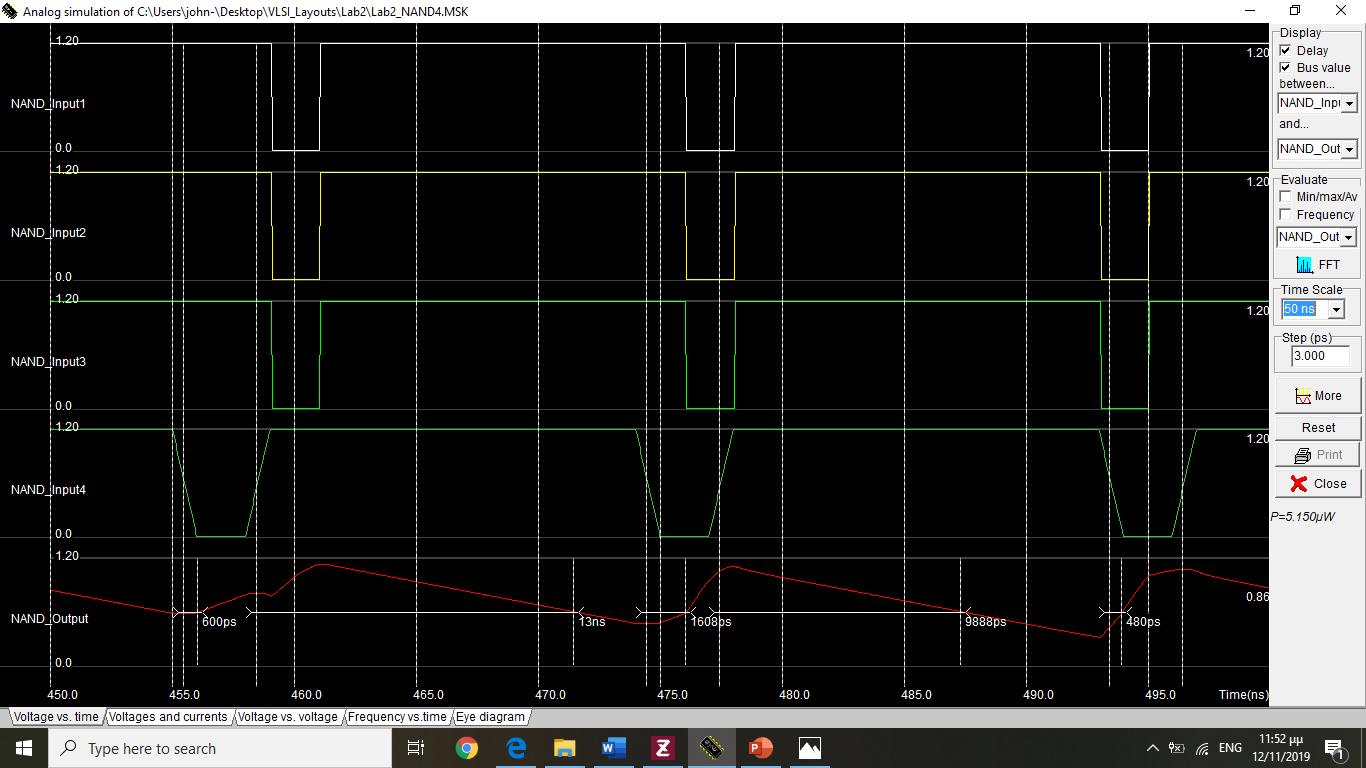 Analog simulation of C:\Users\john-\Desktop\VLSI_Layouts\Lab2\Lab2_NAND4.MSK
1.20
1.20
NAND_Input1
0.0
1.20
1.20
NAND_Input2
0.0
1.20
1.20
NAND_Input3
0.0
1.20
1.20
NAND_Input4
0.0
1.20
0.86
NAND_Output
600ps
13ns
1608ps
9888ps
480ps
0.0
450.0
455.0
460.0
465.0
470.0
475.0
480.0
485.0
490.0
495.0
Time(ns)
Display
Delay
Bus value
between...
NAND_Inpu
and...
NAND_Out
Evaluate
Min/max/Av
Frequency
NAND_Out
FFT
Time Scale
50 ns
Step (ps)
3.000
More
Reset
Print
Close
P=5.150µW
Voltage vs. time
Voltages and currents
Voltage vs. voltage
Frequency vs.time
Eye diagram
Type here to search
ENG
11:52 μμ
12/11/2019
1